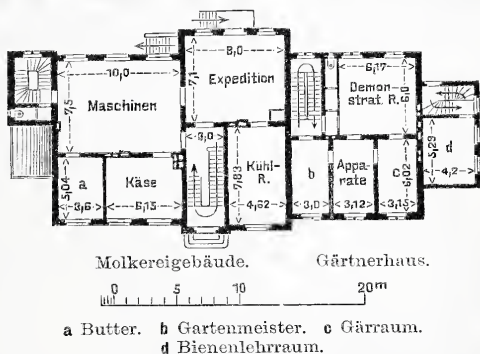 8,0
7,1
Expedition
10,0
7,5
Maschinen
6,17
6,0
Demon-
strat. R.
3,0
Kühl-
R.
7,83
4,62
a
5,04
3,6
Käse
6,15
b
3,0
Appa-
rate
3,12
c
6,02
3,15
d
5,29
4,2
Molkereigebäude. Gärtnerhaus.
0 5 10 20m
a Butter. b Gartenmeister. c Gärraum.
d Bienenlehrraum.